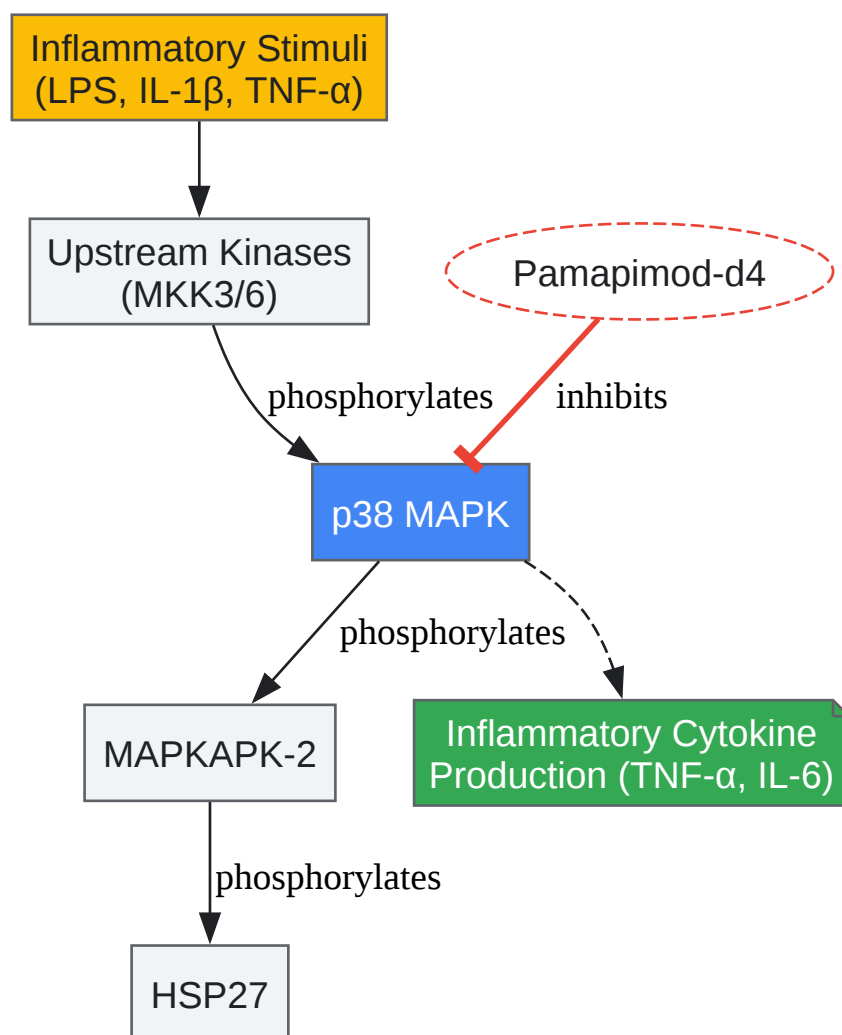 Inflammatory Stimuli
(LPS, IL-1β, TNF-α)
Upstream Kinases
(MKK3/6)
Pamapimod-d4
phosphorylates
inhibits
p38 MAPK
phosphorylates
MAPKAPK-2
Inflammatory Cytokine
Production (TNF-α, IL-6)
phosphorylates
HSP27